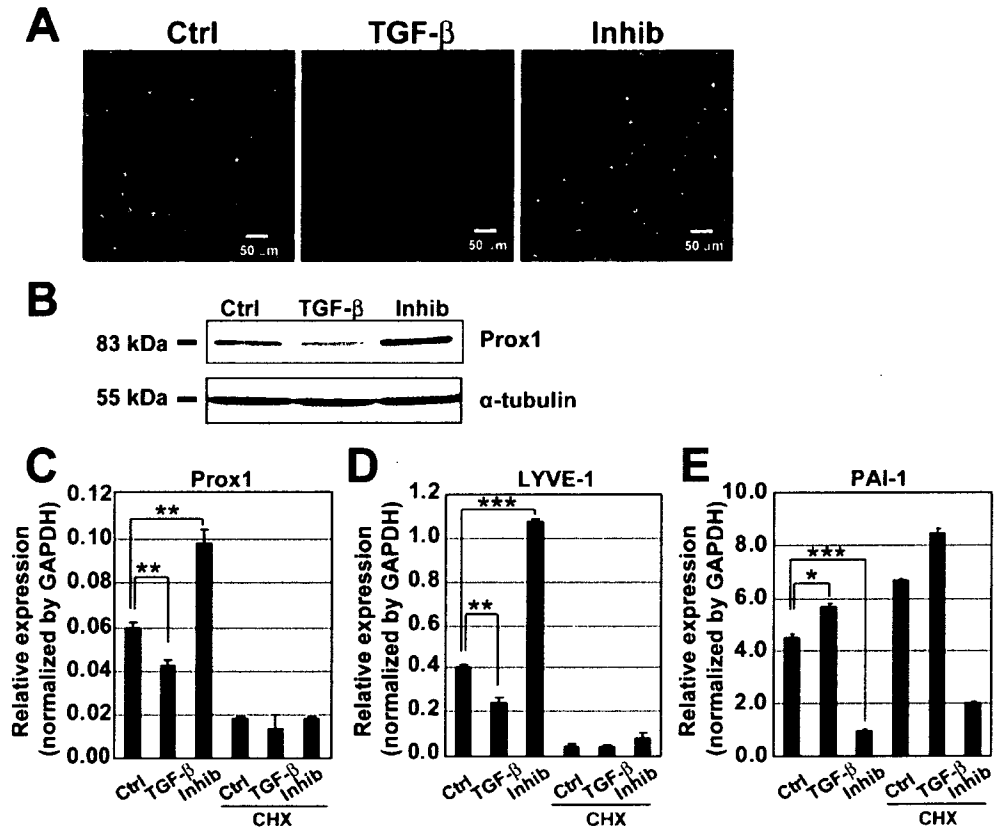 A
Ctrl TGF-β Inhib
50 m 50 m 50 m
B
Ctrl TGF-β Inhib
83 kDa Prox1
55 kDa α-tubulin
C
Prox1
Relative expression
(normalized by GAPDH)
0.12
0.10
0.08
0.06
0.04
0.02
0.00
**
**
Ctrl TGF-β Inhib Ctrl TGF-β Inhib
CHX
D
LYVE-1
Relative expression
(normalized by GAPDH)
1.2
1.0
0.8
0.6
0.4
0.2
0.0
***
**
Ctrl TGF-β Inhib Ctrl TGF-β Inhib
CHX
E
PAI-1
Relative expression
(normalized by GAPDH)
10.0
8.0
6.0
4.0
2.0
0.0
***
*
Ctrl TGF-β Inhib Ctrl TGF-β Inhib
CHX